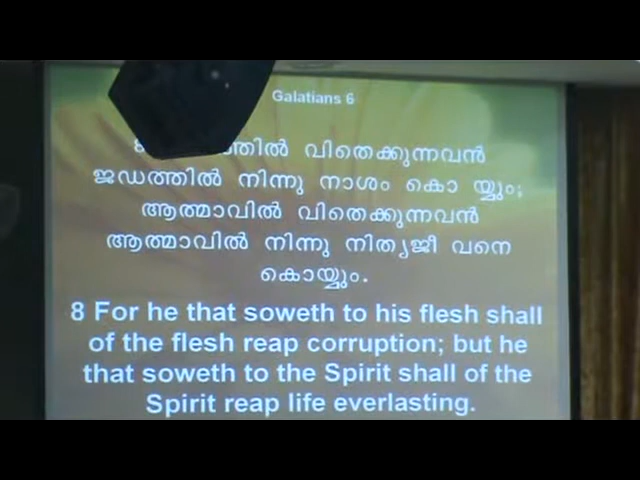 Galatians 6
വിതെക്കുന്നവൻ
ജഡത്തിൽ നിന്നു നാശം കൊ യ്യും;
ആത്മാവിൽ വിതെക്കുന്നവൻ
ആത്മാവിൽ നിന്നു നിത്യജീ വനെ
കൊയ്യും.
8 For he that soweth to his flesh shall
of the flesh reap corruption; but he
that soweth to the Spirit shall of the
Spirit reap life everlasting.